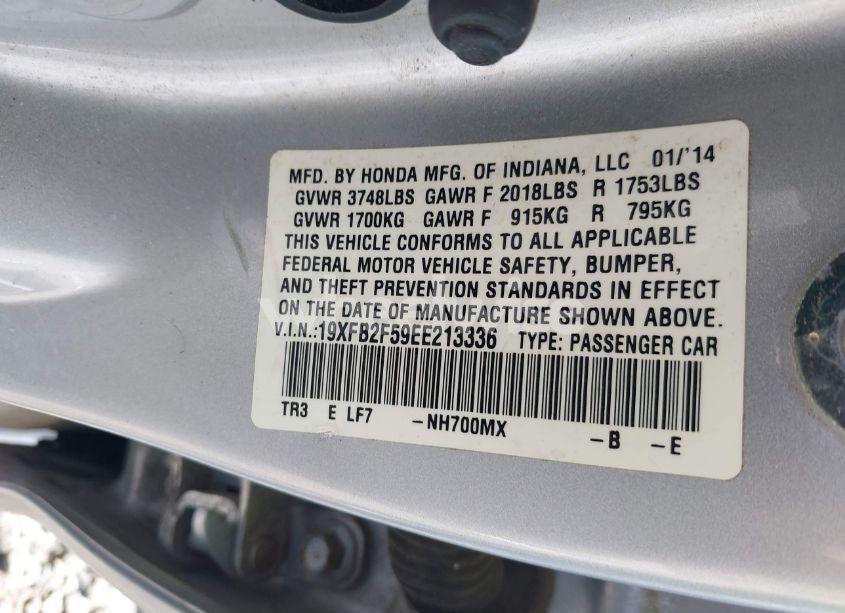 MFD. BY HONDA MFG. OF INDIANA, LLC 01/'14
GVWR 3748LBS GAWR F 2018LBS R 1753LBS
GVWR 1700KG GAWR F 915KG R 795KG
THIS VEHICLE CONFORMS TO ALL APPLICABLE
FEDERAL MOTOR VEHICLE SAFETY, BUMPER,
AND THEFT PREVENTION STANDARDS IN EFFECT
ON THE DATE OF MANUFACTURE SHOWN ABOVE.
V.I.N.:19XFB2F59EE213336 TYPE: PASSENGER CAR
TR3 E LF7 -NH700MX -B -E